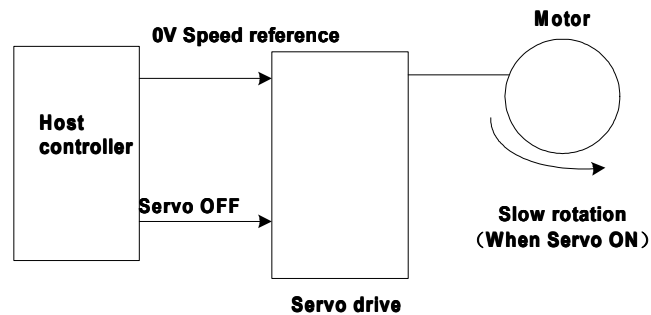 Motor
0V Speed reference
Host
controller
Servo OFF
Slow rotation
（When Servo ON）
Servo drive